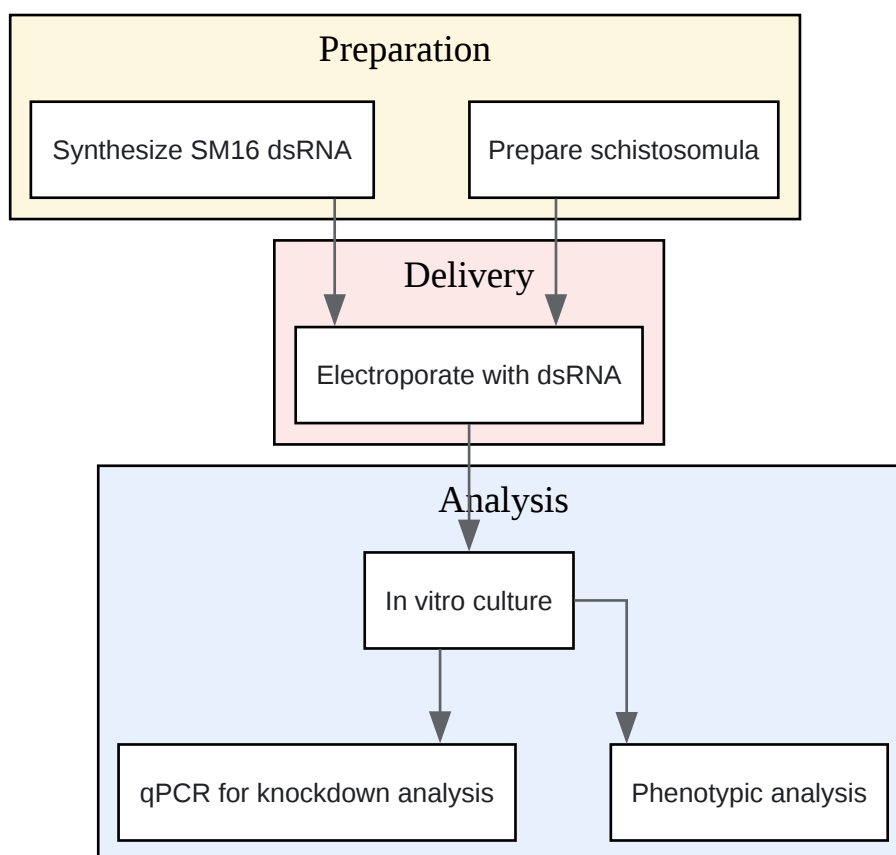 Preparation
Synthesize SM16 dsRNA
Prepare schistosomula
Delivery
Electroporate with dsRNA
Analysis
In vitro culture
qPCR for knockdown analysis
Phenotypic analysis